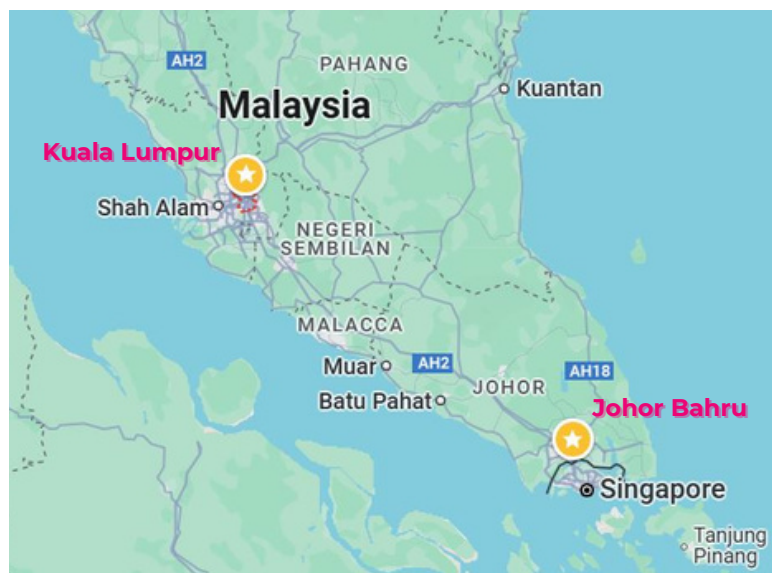 AH2
PAHANG
Malaysia
Kuantan
Kuala Lumpur
Shah Alam
NEGERI
SEMBILAN
MALACCA
Muar
AH2
AH18
JOHOR
Batu Pahat
Johor Bahru
Singapore
Tanjung
Pinang